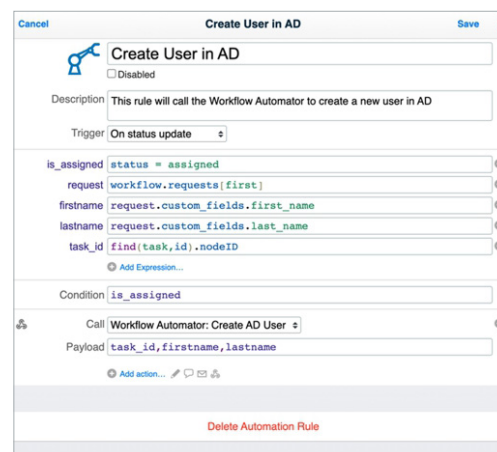 Cancel Create User in AD Save
Create User in AD
Disabled
Description This rule will call the Workflow Automator to create a new user in AD
Trigger On status update
is_assigned status = assigned
request workflow.requests[first]
firstname request.custom_fields.first_name
lastname request.custom_fields.last_name
task_id find(task,id).nodeID
Add Expression...
Condition is_assigned
Call Workflow Automator: Create AD User
Payload task_id,firstname,lastname
Add action...
Delete Automation Rule